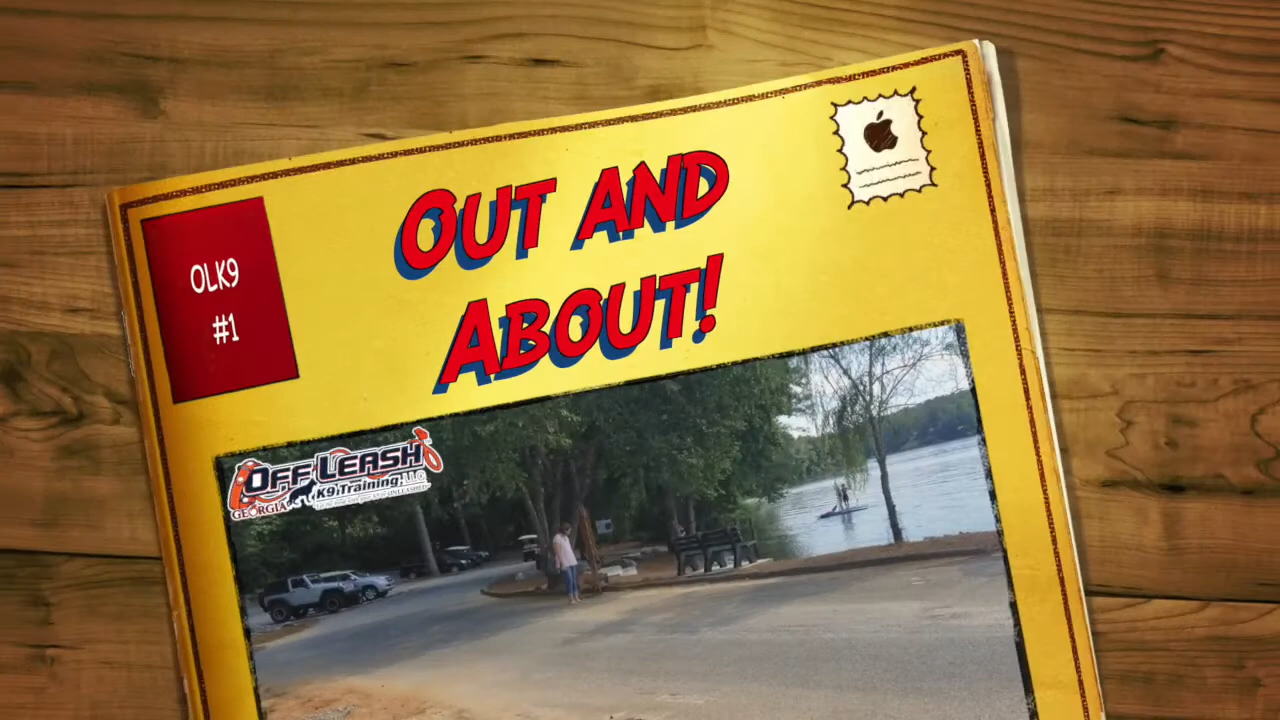 OLK9
#1
OUT AND
ABOUT!
OFF LEASH
K9 Training, LLC
GEORGIA